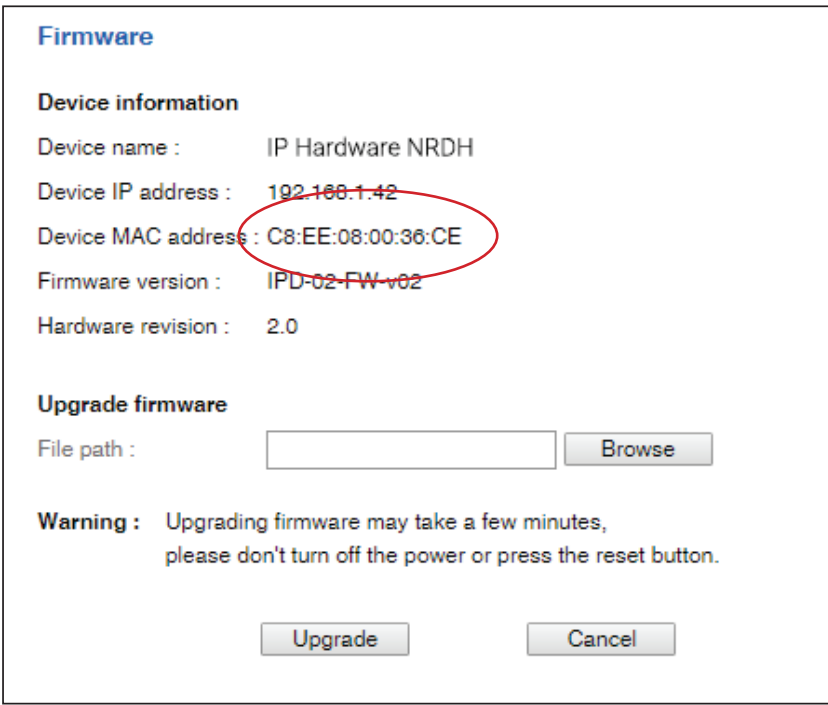 Firmware
Device information
Device name : IP Hardware NRDH
Device IP address : 192.168.1.42
Device MAC address : C8:EE:08:00:36:CE
Firmware version : IPD-02-FW-v02
Hardware revision : 2.0
Upgrade firmware
File path : Browse
Warning : Upgrading firmware may take a few minutes,
please don't turn off the power or press the reset button.
Upgrade Cancel